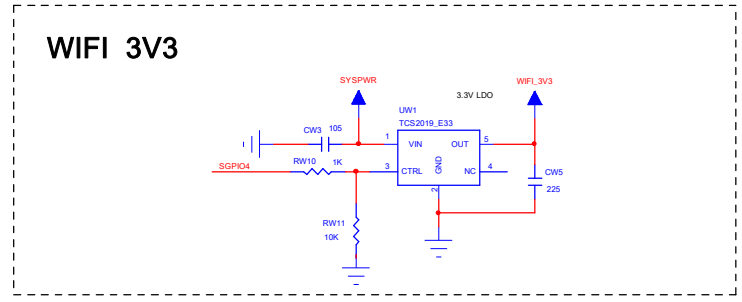 WIFI 3V3
SYSPWR
WIFI_3V3
3.3V LDO
UW1
TCS2019_E33
CW3 105
1 VIN OUT 5
SGPIO4
RW10 1K
3 CTRL GND NC 4
2
CW5
225
RW11
10K